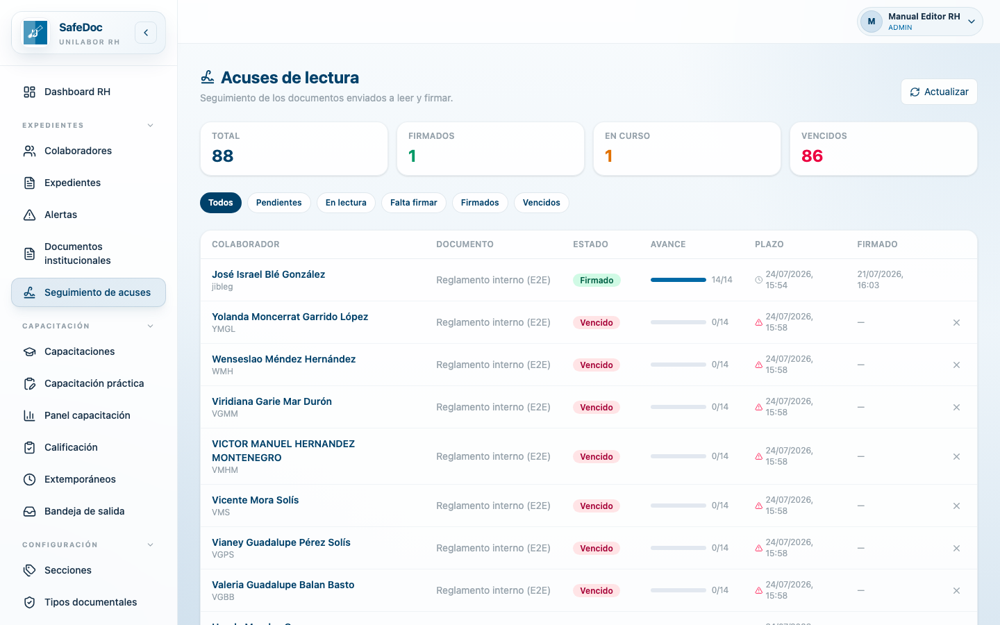 SafeDoc
UNILABOR RH
M
Manual Editor RH
ADMIN
Dashboard RH
EXPEDIENTES
Colaboradores
Expedientes
Alertas
Documentos
institucionales
Seguimiento de acuses
CAPACITACIÓN
Capacitaciones
Capacitación práctica
Panel capacitación
Calificación
Extemporáneos
Bandeja de salida
CONFIGURACIÓN
Secciones
Tipos documentales
Acuses de lectura
Seguimiento de los documentos enviados a leer y firmar.
Actualizar
TOTAL
88
FIRMADOS
1
EN CURSO
1
VENCIDOS
86
Todos Pendientes En lectura Falta firmar Firmados Vencidos
COLABORADOR DOCUMENTO ESTADO AVANCE PLAZO FIRMADO
José Israel Blé González
jibleg
Reglamento interno (E2E)
Firmado
14/14
24/07/2026,
15:54
21/07/2026,
16:03
Yolanda Moncerrat Garrido López
YMGL
Reglamento interno (E2E)
Vencido
0/14
24/07/2026,
15:58
—
Wenseslao Méndez Hernández
WMH
Reglamento interno (E2E)
Vencido
0/14
24/07/2026,
15:58
—
Viridiana Garie Mar Durón
VGMM
Reglamento interno (E2E)
Vencido
0/14
24/07/2026,
15:58
—
VICTOR MANUEL HERNANDEZ
MONTENEGRO
VMHM
Reglamento interno (E2E)
Vencido
0/14
24/07/2026,
15:58
—
Vicente Mora Solís
VMS
Reglamento interno (E2E)
Vencido
0/14
24/07/2026,
15:58
—
Vianey Guadalupe Pérez Solís
VGPS
Reglamento interno (E2E)
Vencido
0/14
24/07/2026,
15:58
—
Valeria Guadalupe Balan Basto
VGBB
Reglamento interno (E2E)
Vencido
0/14
24/07/2026,
15:58
—